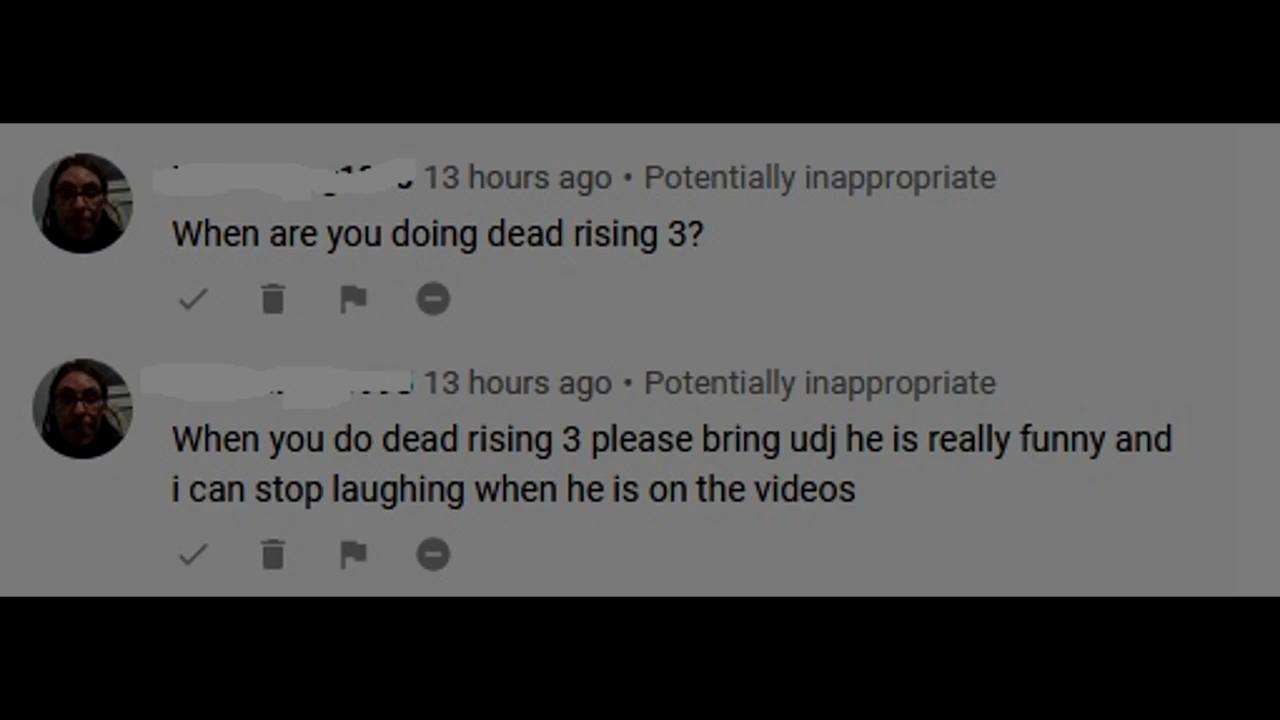 13 hours ago • Potentially inappropriate
When are you doing dead rising 3?
13 hours ago • Potentially inappropriate
When you do dead rising 3 please bring udj he is really funny and
i can stop laughing when he is on the videos